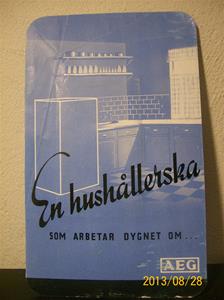 En hushållerska
SOM ARBETAR DYGNET OM...
AEG
2013/08/28